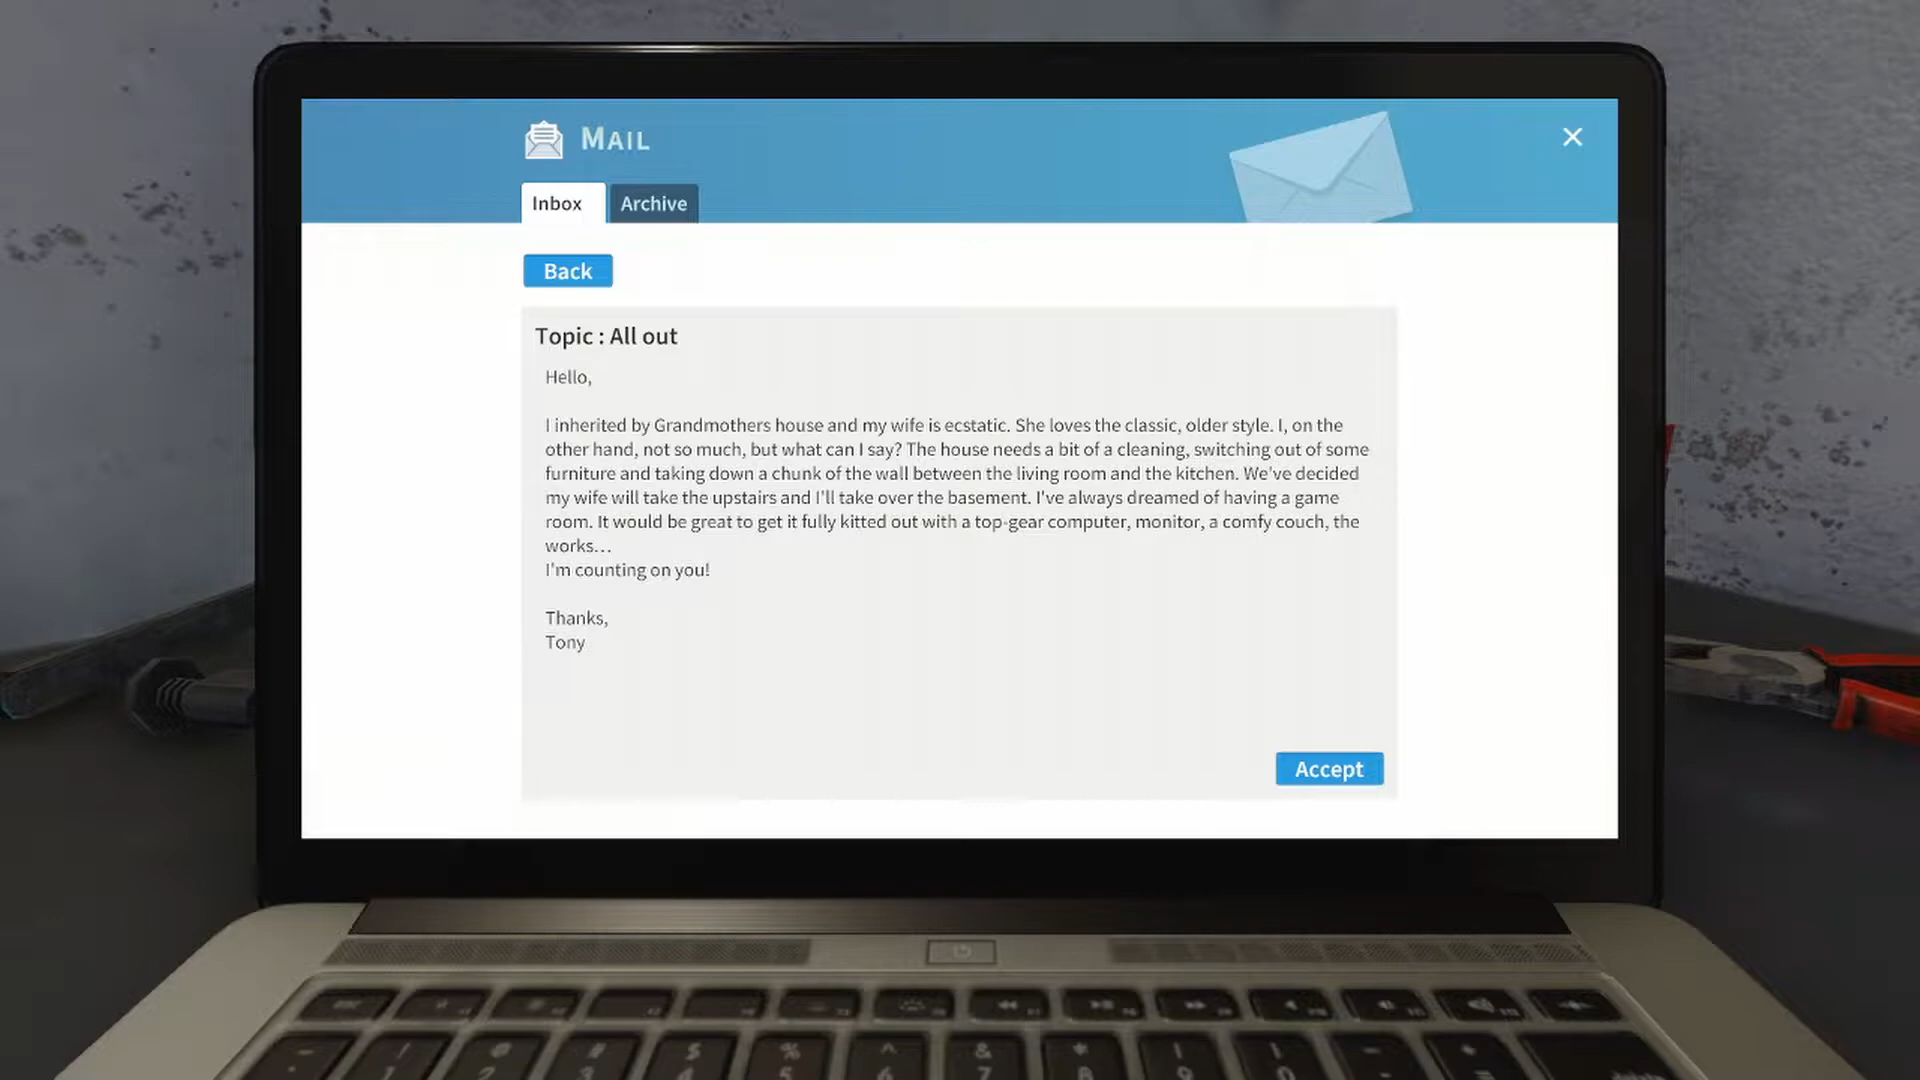 MAIL
Inbox Archive
Back
Topic : All out
Hello,
I inherited by Grandmothers house and my wife is ecstatic. She loves the classic, older style. I, on the
other hand, not so much, but what can I say? The house needs a bit of a cleaning, switching out of some
furniture and taking down a chunk of the wall between the living room and the kitchen. We've decided
my wife will take the upstairs and I'll take over the basement. I've always dreamed of having a game
room. It would be great to get it fully kitted out with a top-gear computer, monitor, a comfy couch, the
works...
I'm counting on you!
Thanks,
Tony
Accept